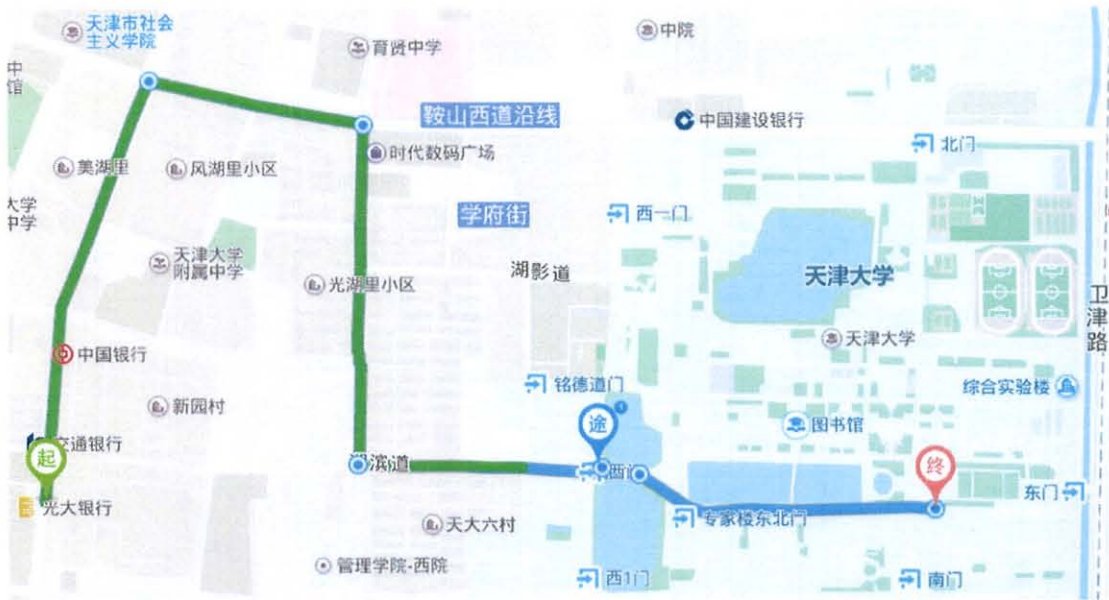 天津市社会
主义学院
育贤中学
中院
中
馆
鞍山西道沿线
中国建设银行
北门
时代数码广场
美湖里
风湖里小区
大学
中学
学府街
西一门
天津大学
附属中学
湖影道
天津大学
光湖里小区
卫津路
天津大学
中国银行
铭德道门
综合实验楼
新园村
途
图书馆
交通银行
起
滨道
西门
终
东门
光大银行
专家楼东北门
天大六村
管理学院-西院
西1门
南门